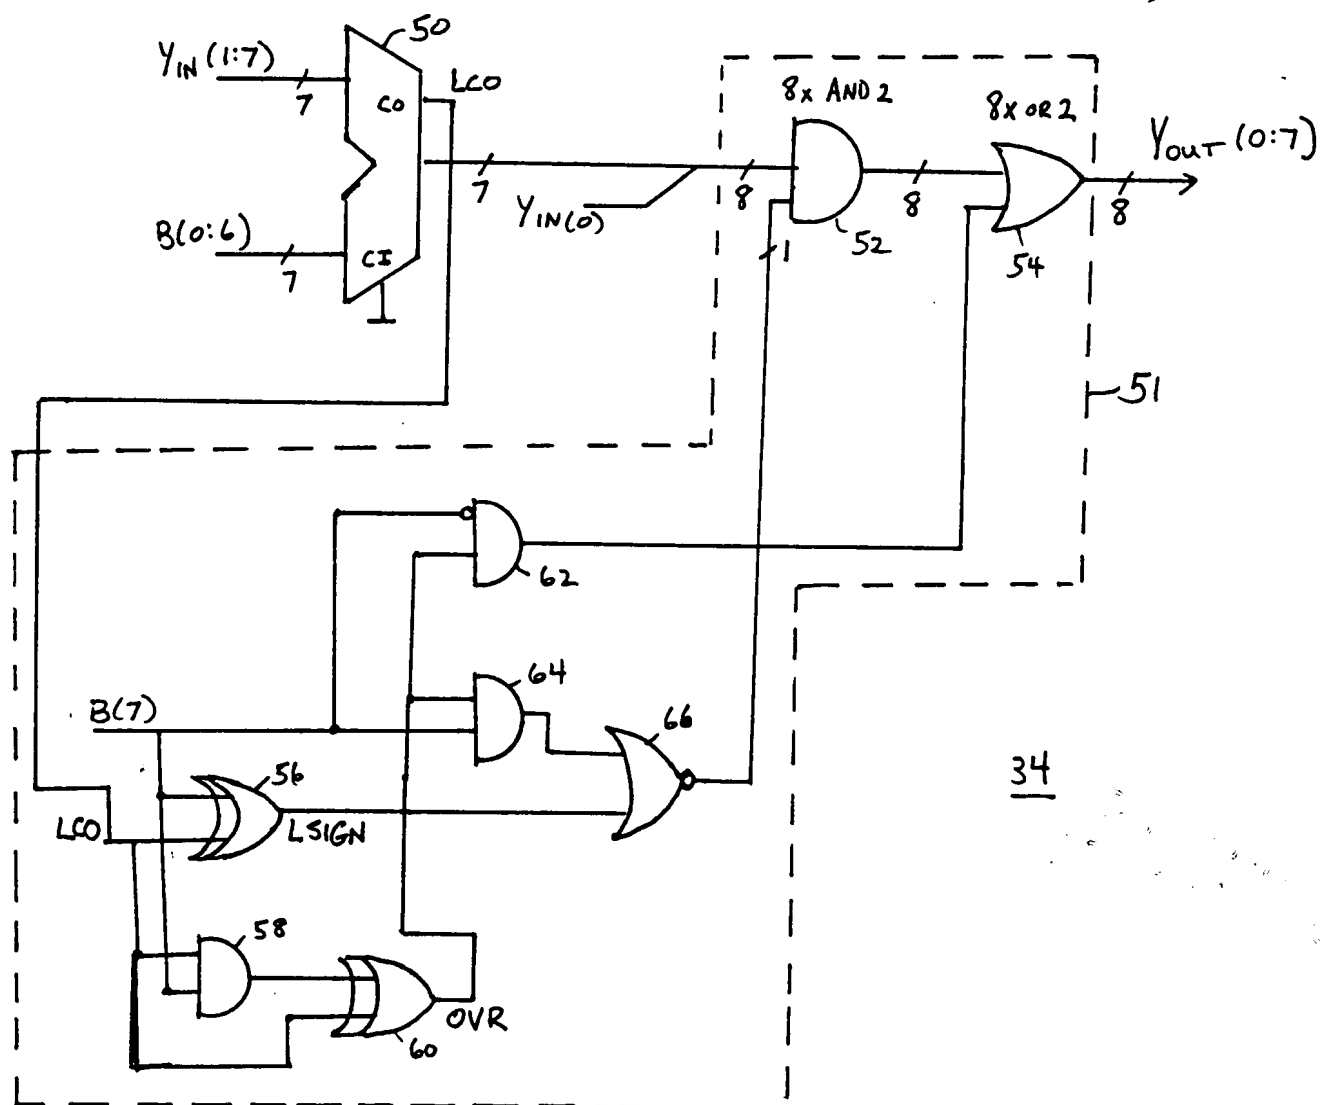 50
Y_IN (1:7)
7
CO
LCO
8x AND 2
8x OR 2
Y_OUT (0:7)
7
8
8
8
Y_IN(0)
B(0:6)
7
CI
1
52
54
51
62
64
B(7)
66
56
34
LCO
LSIGN
58
OVR
60